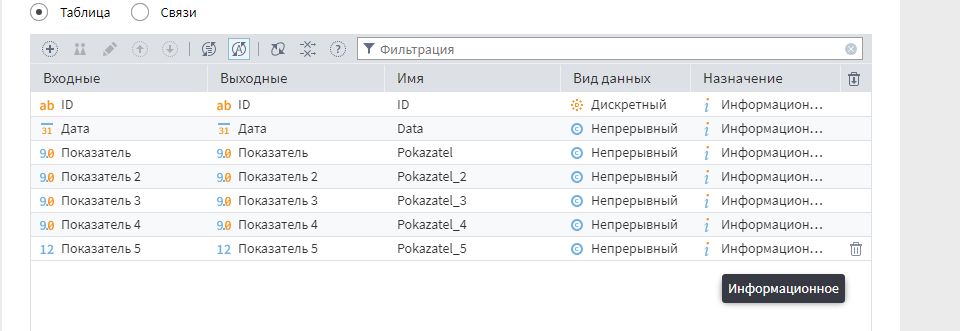 Таблица Связи
Фильтрация
Входные Выходные Имя Вид данных Назначение
ab ID ab ID ID Дискретный i Информацион...
31 Дата 31 Дата Data Непрерывный i Информацион...
9.0 Показатель 9.0 Показатель Pokazatel Непрерывный i Информацион...
9.0 Показатель 2 9.0 Показатель 2 Pokazatel_2 Непрерывный i Информацион...
9.0 Показатель 3 9.0 Показатель 3 Pokazatel_3 Непрерывный i Информацион...
9.0 Показатель 4 9.0 Показатель 4 Pokazatel_4 Непрерывный i Информацион...
12 Показатель 5 12 Показатель 5 Pokazatel_5 Непрерывный i Информацион...
Информационное